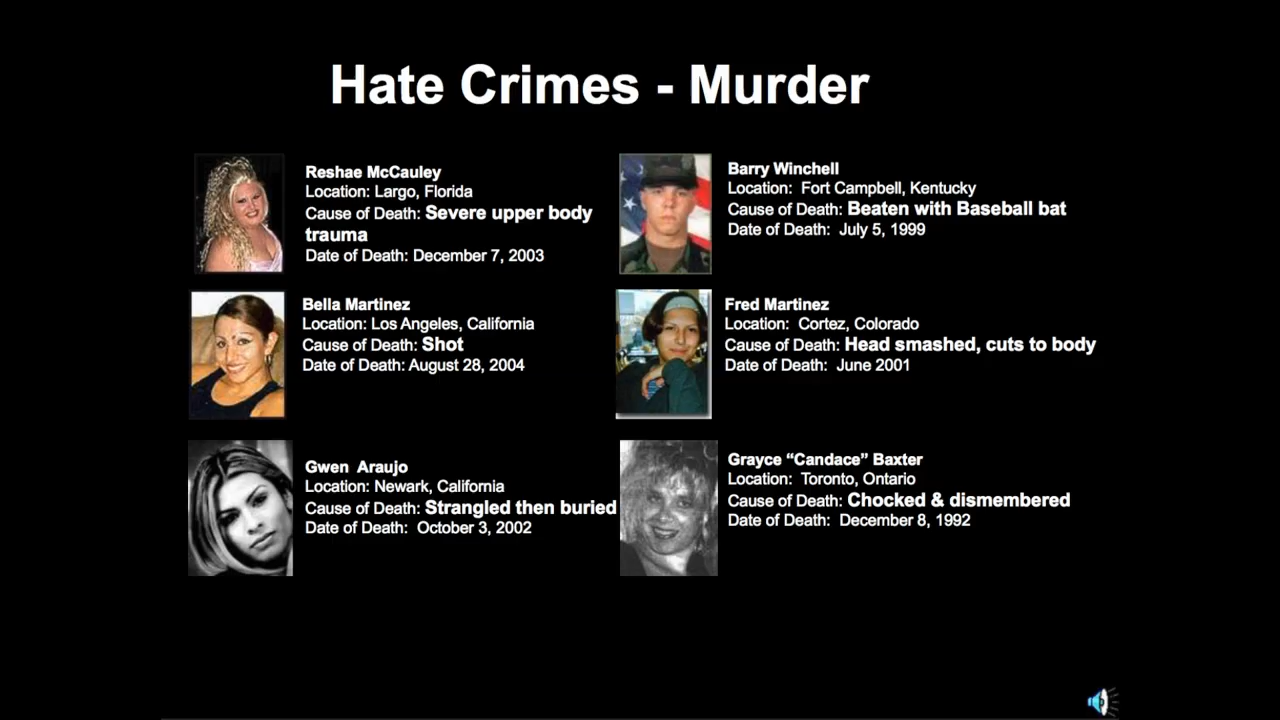 Hate Crimes - Murder
Reshae McCauley
Location: Largo, Florida
Cause of Death: Severe upper body
trauma
Date of Death: December 7, 2003
Barry Winchell
Location: Fort Campbell, Kentucky
Cause of Death: Beaten with Baseball bat
Date of Death: July 5, 1999
Bella Martinez
Location: Los Angeles, California
Cause of Death: Shot
Date of Death: August 28, 2004
Fred Martinez
Location: Cortez, Colorado
Cause of Death: Head smashed, cuts to body
Date of Death: June 2001
Gwen Araujo
Location: Newark, California
Cause of Death: Strangled then buried
Date of Death: October 3, 2002
Grayce “Candace” Baxter
Location: Toronto, Ontario
Cause of Death: Chocked & dismembered
Date of Death: December 8, 1992